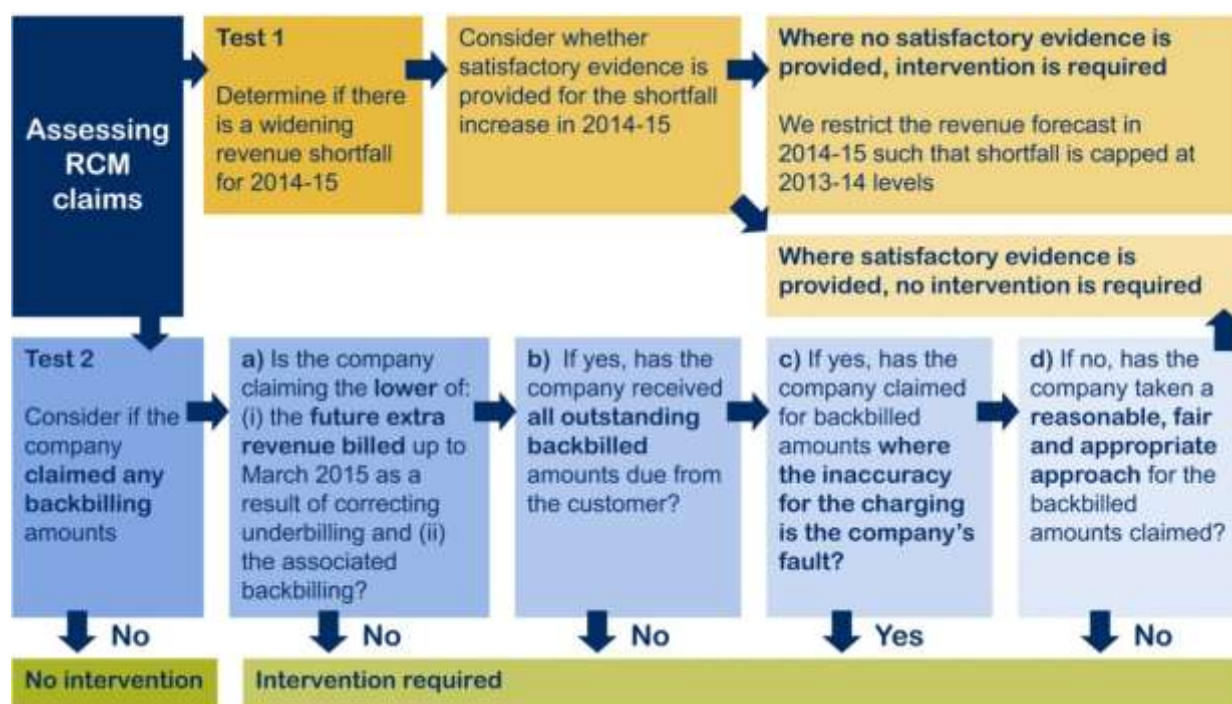 Assessing
RCM
claims
Test 1
Determine if there
is a widening
revenue shortfall
for 2014-15
Consider whether
satisfactory evidence is
provided for the shortfall
increase in 2014-15
Where no satisfactory evidence is
provided, intervention is required
We restrict the revenue forecast in
2014-15 such that shortfall is capped at
2013-14 levels
Where satisfactory evidence is
provided, no intervention is required
Test 2
Consider if the
company
claimed any
backbilling
amounts
a) Is the company
claiming the lower of:
(i) the future extra
revenue billed up to
March 2015 as a
result of correcting
underbilling and (ii)
the associated
backbilling?
b) If yes, has the
company received
all outstanding
backbilled
amounts due from
the customer?
c) If yes, has the
company claimed
for backbilled
amounts where
the inaccuracy
for the charging
is the company's
fault?
d) If no, has the
company taken a
reasonable, fair
and appropriate
approach for the
backbilled
amounts claimed?
No
No
No
Yes
No
No intervention
Intervention required